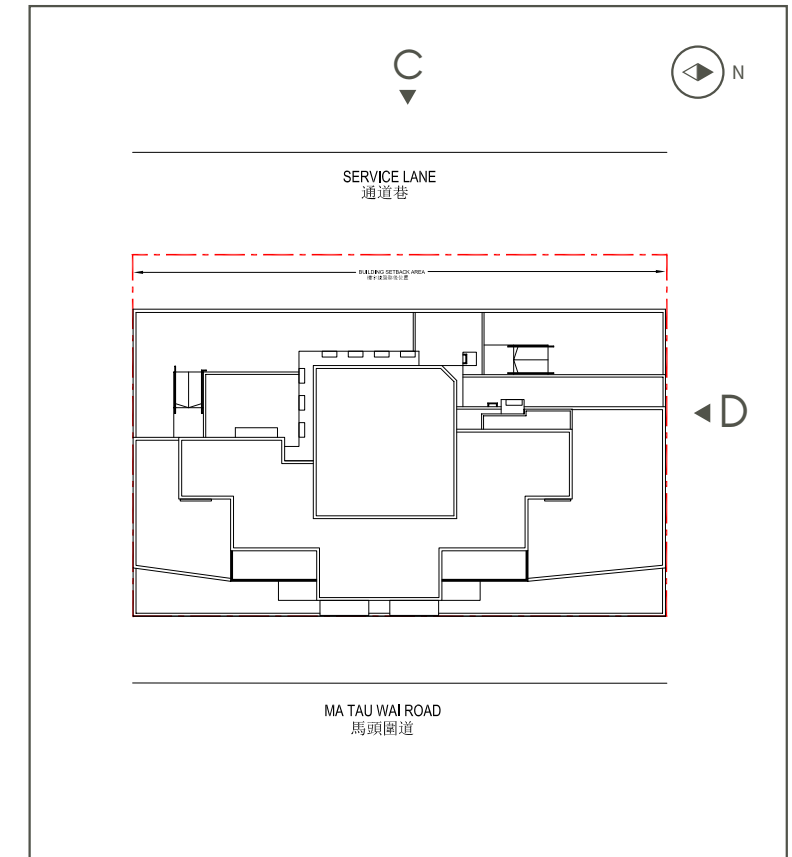 C
N
SERVICE LANE
通道巷
BUILDING SETBACK AREA
D
MA TAU WAI ROAD
馬頭圍道